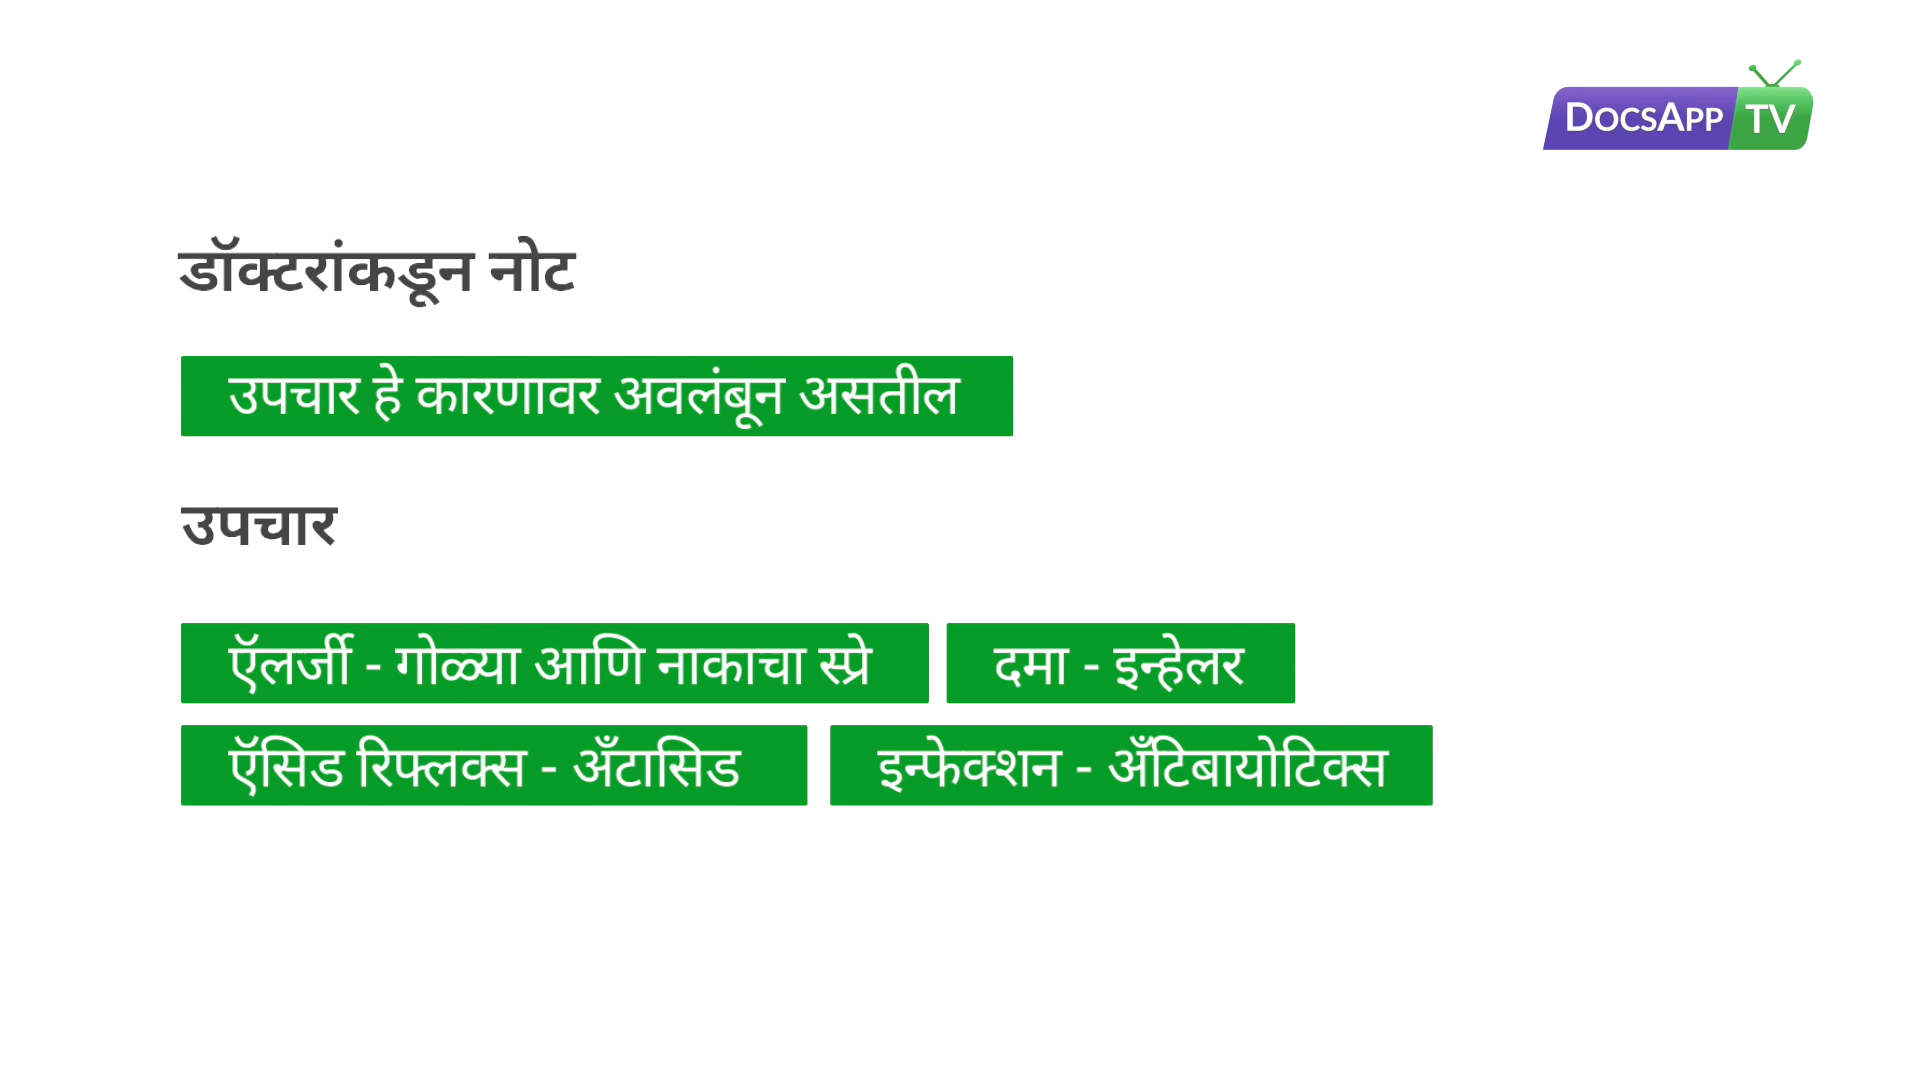 DOCSAPP TV
डॉक्टरांकडून नोट
उपचार हे कारणावर अवलंबून असतील
उपचार
ऍलर्जी - गोळ्या आणि नाकाचा स्प्रे
दमा - इन्हेलर
ऍसिड रिफ्लक्स - अँटासिड
इन्फेक्शन - अँटिबायोटिक्स